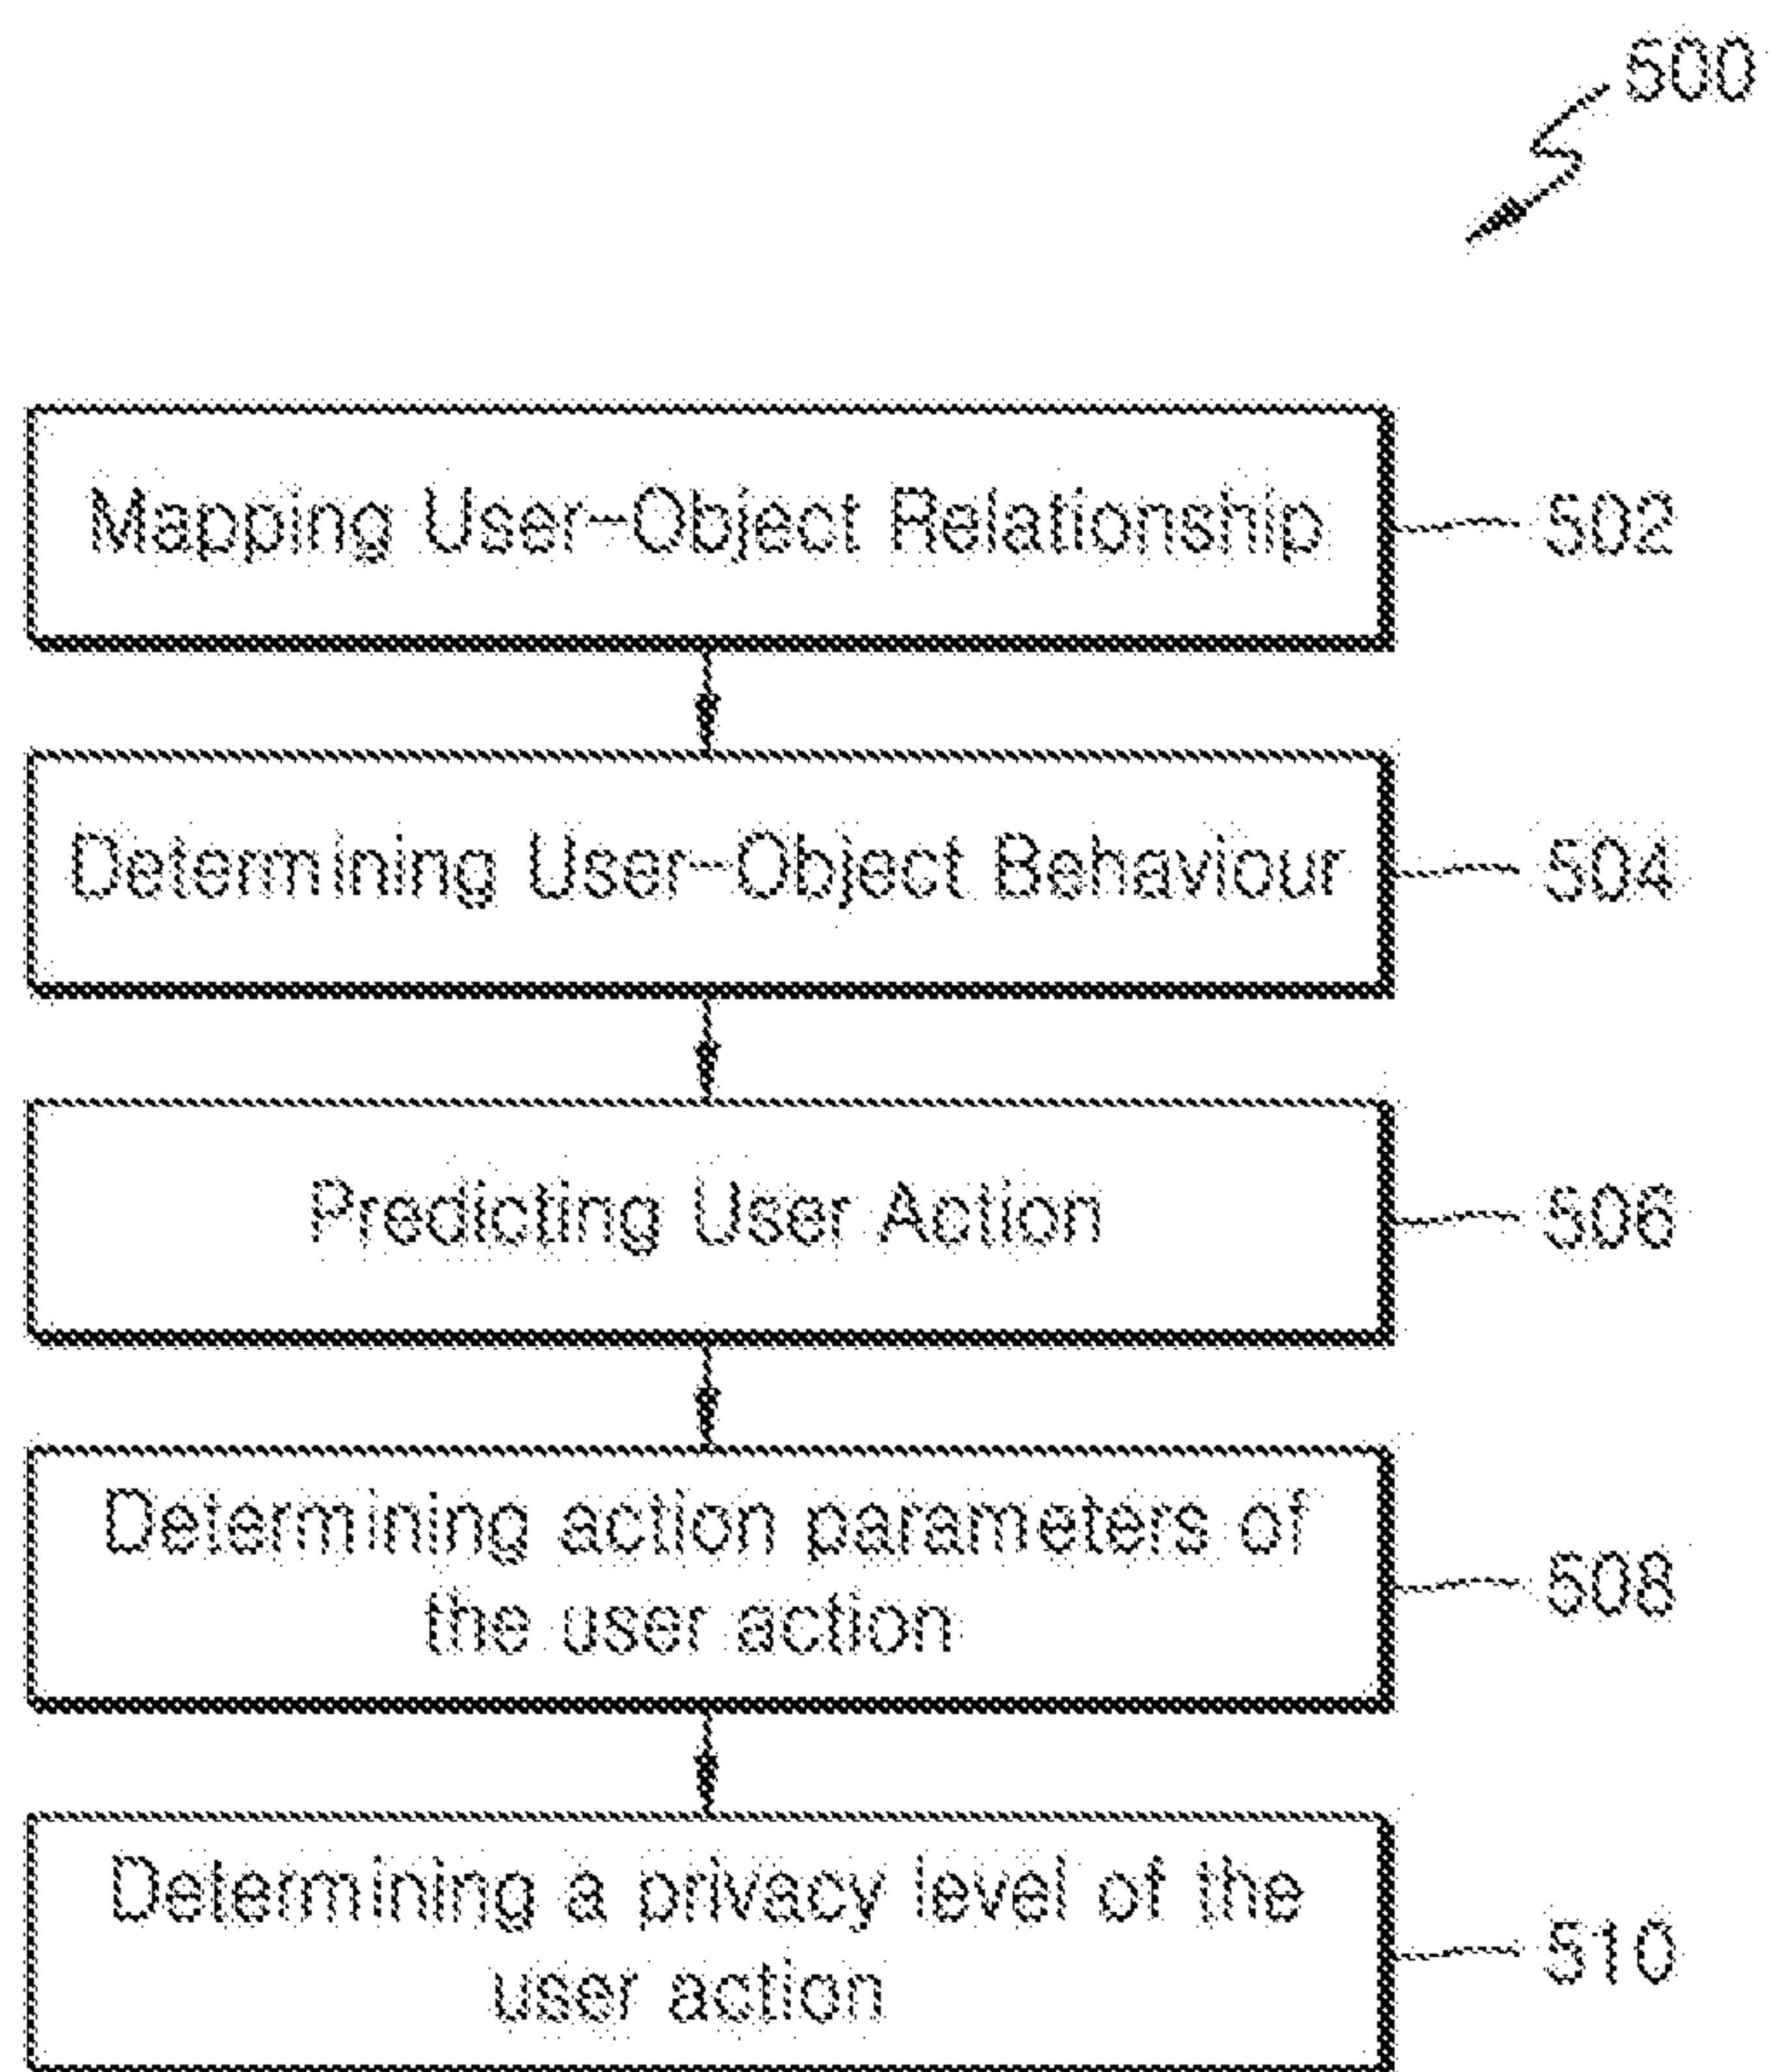 500
Mapping User-Object Relationship
502
Determining User-Object Behaviour
504
Predicting User Action
506
Determining action parameters of
the user action
508
Determining a privacy level of the
user action
510